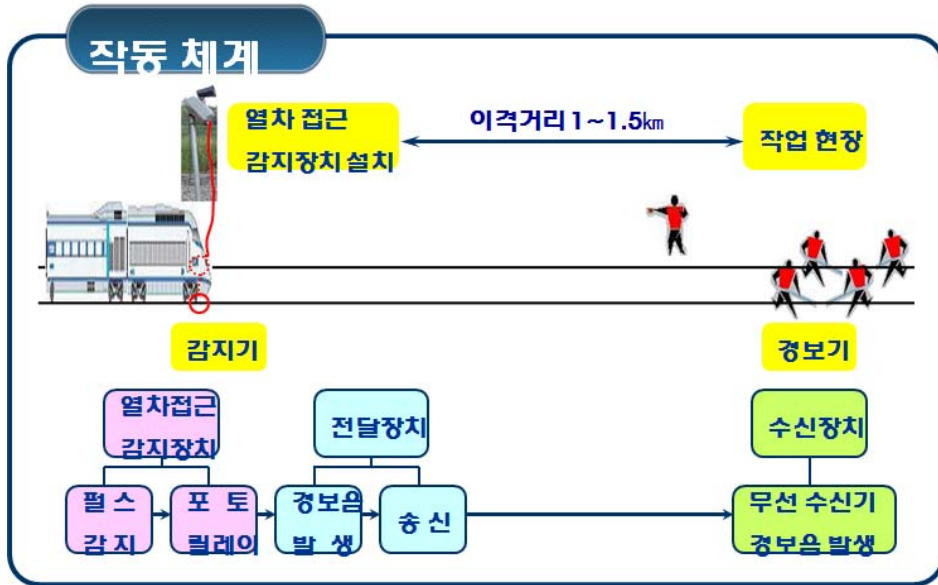 작동 체계
열차 접근
감지장치 설치
이격거리 1~1.5㎞
작업 현장
감지기
경보기
열차접근
감지장치
전달장치
수신장치
펄 스
감 지
포 토
릴레이
경보음
발 생
송 신
무선 수신기
경보음 발생